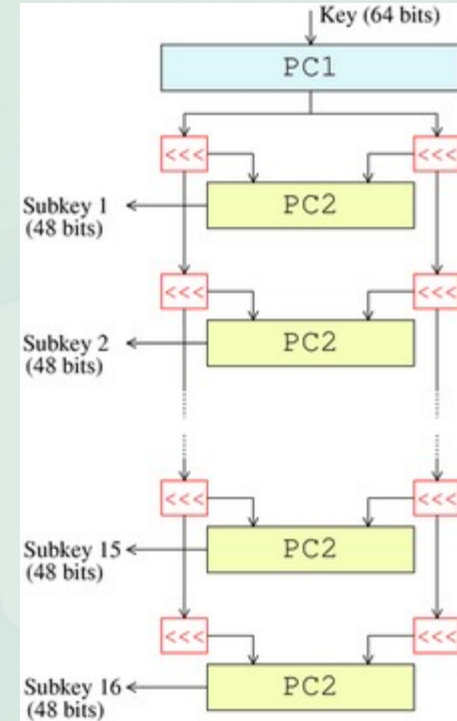 Key (64 bits)
PC1
<<< <<<
PC2
Subkey 1
(48 bits)
<<< <<<
PC2
Subkey 2
(48 bits)
<<< <<<
PC2
Subkey 15
(48 bits)
<<< <<<
PC2
Subkey 16
(48 bits)